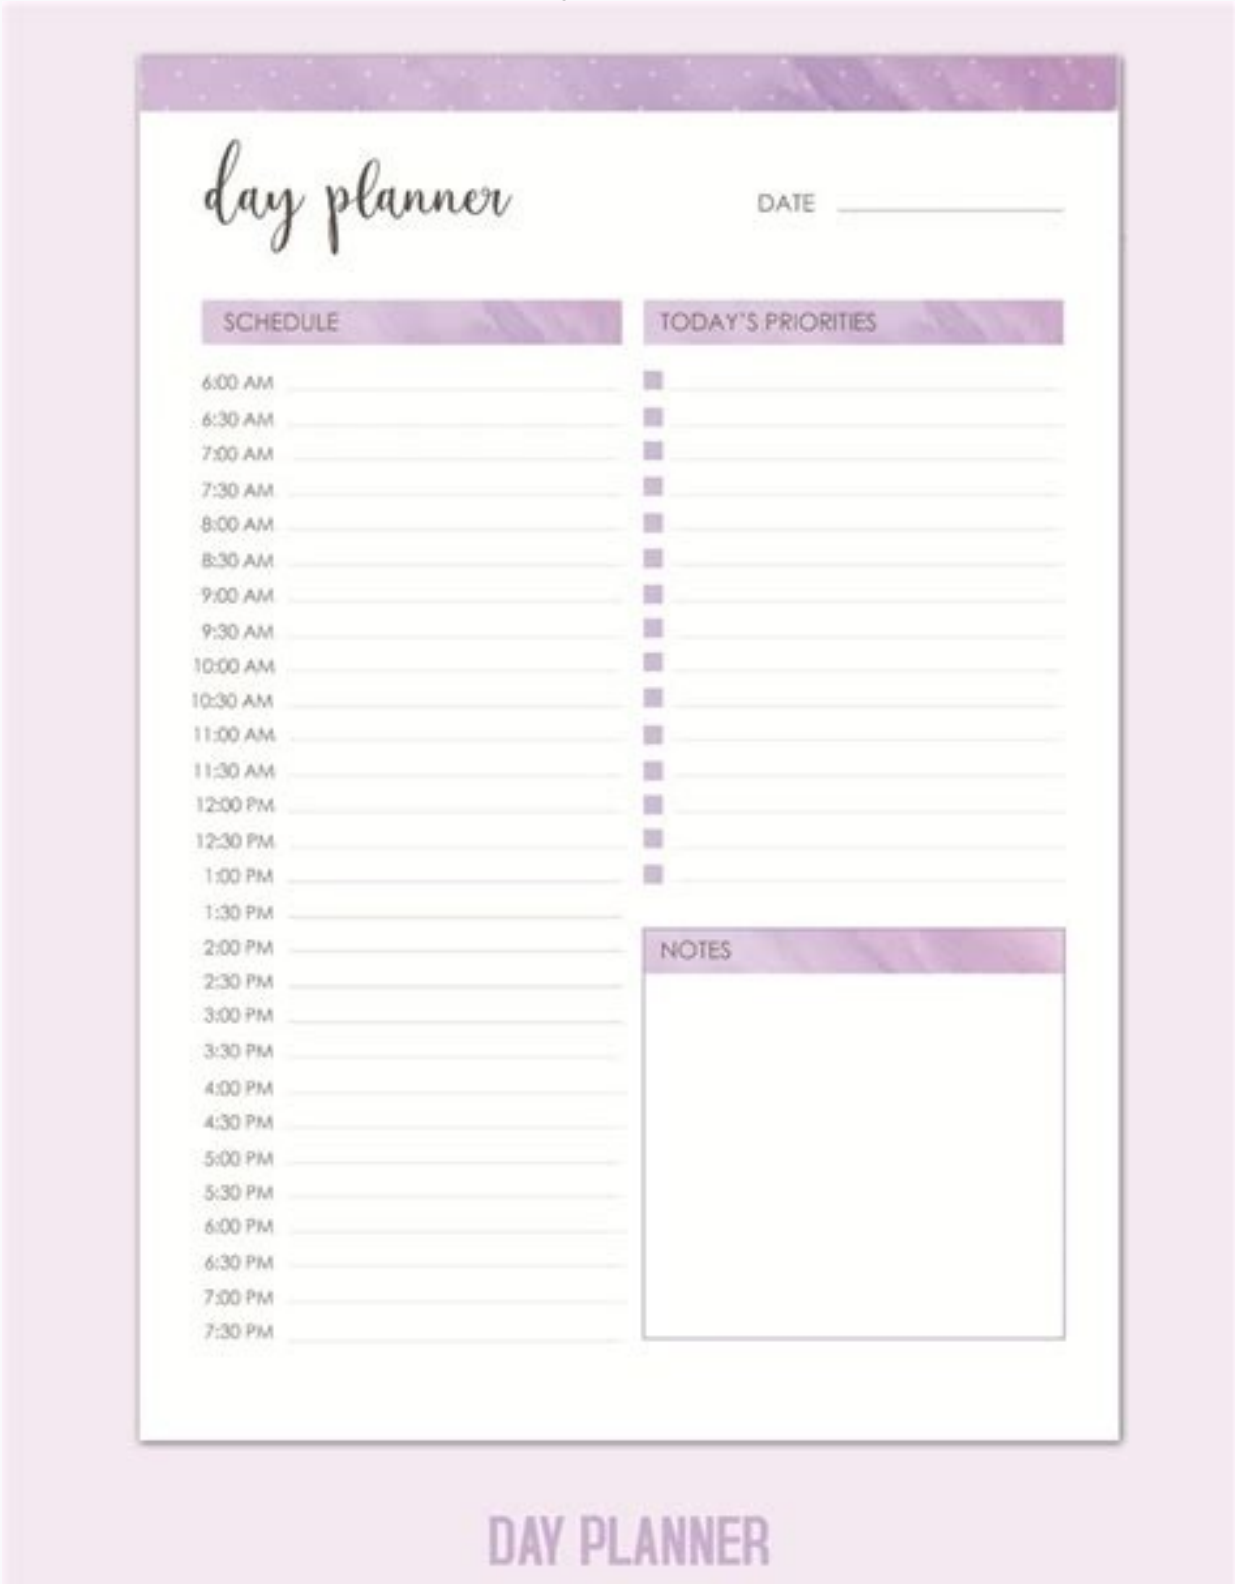 day planner
DATE
SCHEDULE
6:00 AM
6:30 AM
7:00 AM
7:30 AM
8:00 AM
8:30 AM
9:00 AM
9:30 AM
10:00 AM
10:30 AM
11:00 AM
11:30 AM
12:00 PM
12:30 PM
1:00 PM
1:30 PM
2:00 PM
2:30 PM
3:00 PM
3:30 PM
4:00 PM
4:30 PM
5:00 PM
5:30 PM
6:00 PM
6:30 PM
7:00 PM
7:30 PM
TODAY'S PRIORITIES
NOTES
DAY PLANNER